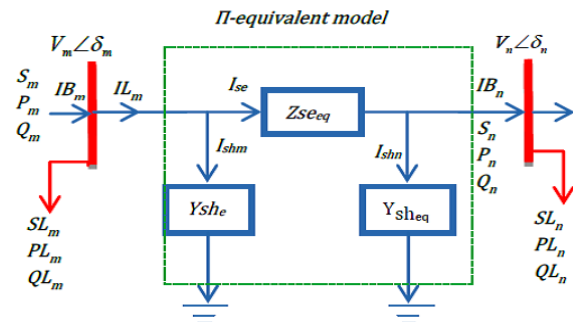 Π-equivalent model
V_m∠δ_m
V_n∠δ_n
S_m
P_m
Q_m
IB_m
IL_m
I_se
Zse_eq
IB_n
S_n
P_n
Q_n
I_shm
I_shn
Ysh_e
Y_sh_eq
SL_m
PL_m
QL_m
SL_n
PL_n
QL_n